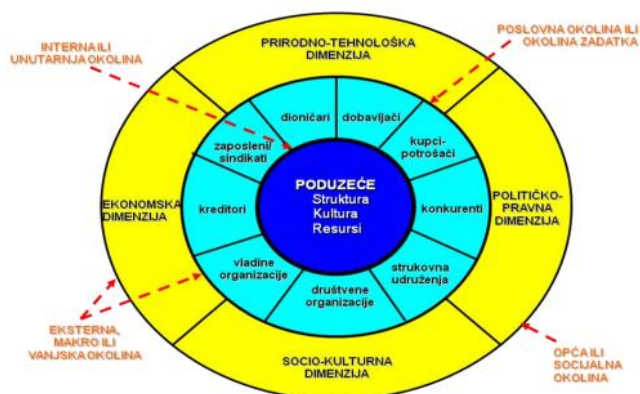 INTERNA ILI
UNUTARNJA OKOLINA
PRIRODNO-TEHNOLOŠKA
DIMENZIJA
POSLOVNA OKOLINA ILI
OKOLINA ZADATKA
dioničari
dobavljači
zaposleni/
sindikati
kupci-
potrošači
EKONOMSKA
DIMENZIJA
kreditori
PODUZEĆE
Struktura
Kultura
Resursi
konkurenti
POLITIČKO-
PRAVNA
DIMENZIJA
vladine
organizacije
društvene
organizacije
strukovna
udruženja
EKSTERNA,
MAKRO ILI
VANJSKA OKOLINA
SOCIO-KULTURNA
DIMENZIJA
OPĆA ILI
SOCIJALNA
OKOLINA